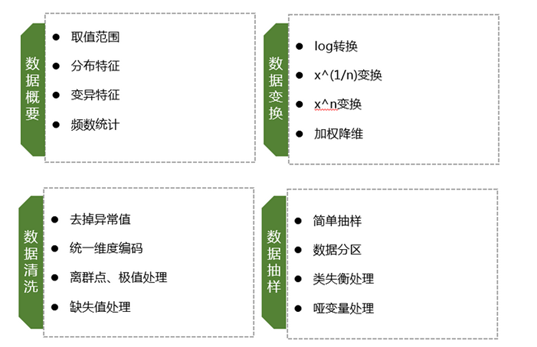 数据概要
● 取值范围
● 分布特征
● 变异特征
● 频数统计
数据变换
● log转换
● x^(1/n)变换
● x^n变换
● 加权降维
数据清洗
● 去掉异常值
● 统一维度编码
● 离群点、极值处理
● 缺失值处理
数据抽样
● 简单抽样
● 数据分区
● 类失衡处理
● 哑变量处理